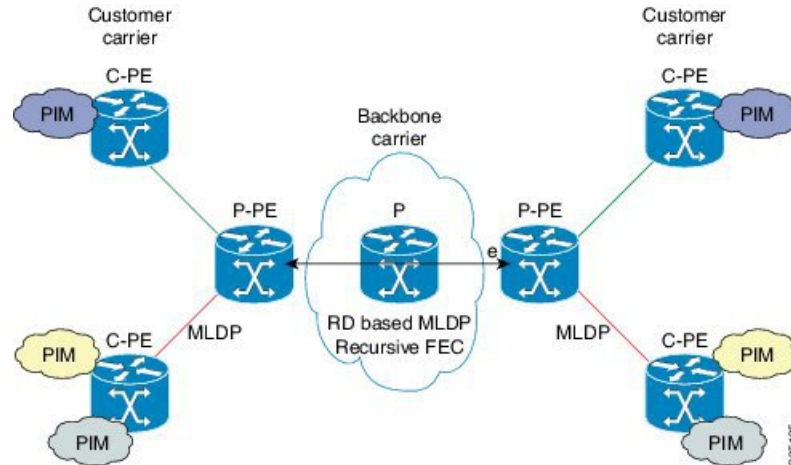 Customer
carrier
C-PE
PIM
Customer
carrier
C-PE
PIM
Backbone
carrier
P-PE
P
P-PE
e
RD based MLDP
Recursive FEC
MLDP
C-PE
PIM
PIM
MLDP
C-PE
PIM
PIM